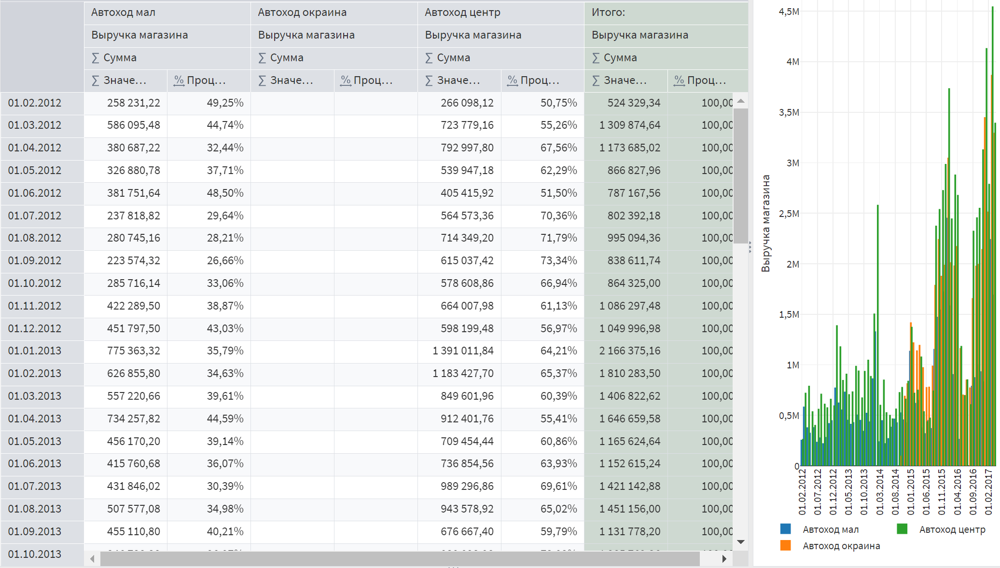 Автоход мал Автоход окраина Автоход центр Итого:
Выручка магазина Выручка магазина Выручка магазина Выручка магазина
∑ Сумма ∑ Сумма ∑ Сумма ∑ Сумма
∑ Значе... % Проц... ∑ Значе... % Проц... ∑ Значе... % Проц... ∑ Значе... % Проц...
01.02.2012 258 231,22 49,25% 266 098,12 50,75% 524 329,34 100,00
01.03.2012 586 095,48 44,74% 723 779,16 55,26% 1 309 874,64 100,00
01.04.2012 380 687,22 32,44% 792 997,80 67,56% 1 173 685,02 100,00
01.05.2012 326 880,78 37,71% 539 947,18 62,29% 866 827,96 100,00
01.06.2012 381 751,64 48,50% 405 415,92 51,50% 787 167,56 100,00
01.07.2012 237 818,82 29,64% 564 573,36 70,36% 802 392,18 100,00
01.08.2012 280 745,16 28,21% 714 349,20 71,79% 995 094,36 100,00
01.09.2012 223 574,32 26,66% 615 037,42 73,34% 838 611,74 100,00
01.10.2012 285 716,14 33,06% 578 608,86 66,94% 864 325,00 100,00
01.11.2012 422 289,50 38,87% 664 007,98 61,13% 1 086 297,48 100,00
01.12.2012 451 797,50 43,03% 598 199,48 56,97% 1 049 996,98 100,00
01.01.2013 775 363,32 35,79% 1 391 011,84 64,21% 2 166 375,16 100,00
01.02.2013 626 855,80 34,63% 1 183 427,70 65,37% 1 810 283,50 100,00
01.03.2013 557 220,66 39,61% 849 601,96 60,39% 1 406 822,62 100,00
01.04.2013 734 257,82 44,59% 912 401,76 55,41% 1 646 659,58 100,00
01.05.2013 456 170,20 39,14% 709 454,44 60,86% 1 165 624,64 100,00
01.06.2013 415 760,68 36,07% 736 854,56 63,93% 1 152 615,24 100,00
01.07.2013 431 846,02 30,39% 989 296,86 69,61% 1 421 142,88 100,00
01.08.2013 507 577,08 34,98% 943 578,92 65,02% 1 451 156,00 100,00
01.09.2013 455 110,80 40,21% 676 667,40 59,79% 1 131 778,20 100,00
01.10.2013
Выручка магазина
4,5M
4M
3,5M
3M
2,5M
2M
1,5M
1M
0,5M
0
01.02.2012
01.07.2012
01.12.2012
01.05.2013
01.10.2013
01.03.2014
01.08.2014
01.01.2015
01.06.2015
01.11.2015
01.04.2016
01.09.2016
01.02.2017
Автоход мал Автоход центр
Автоход окраина